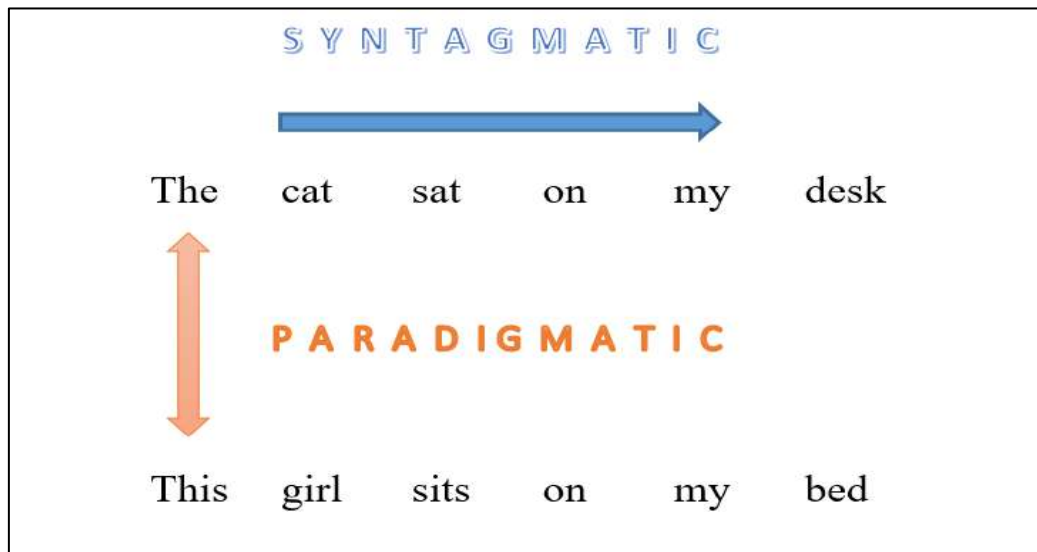 SYNTAGMATIC
The cat sat on my desk
PARADIGMATIC
This girl sits on my bed